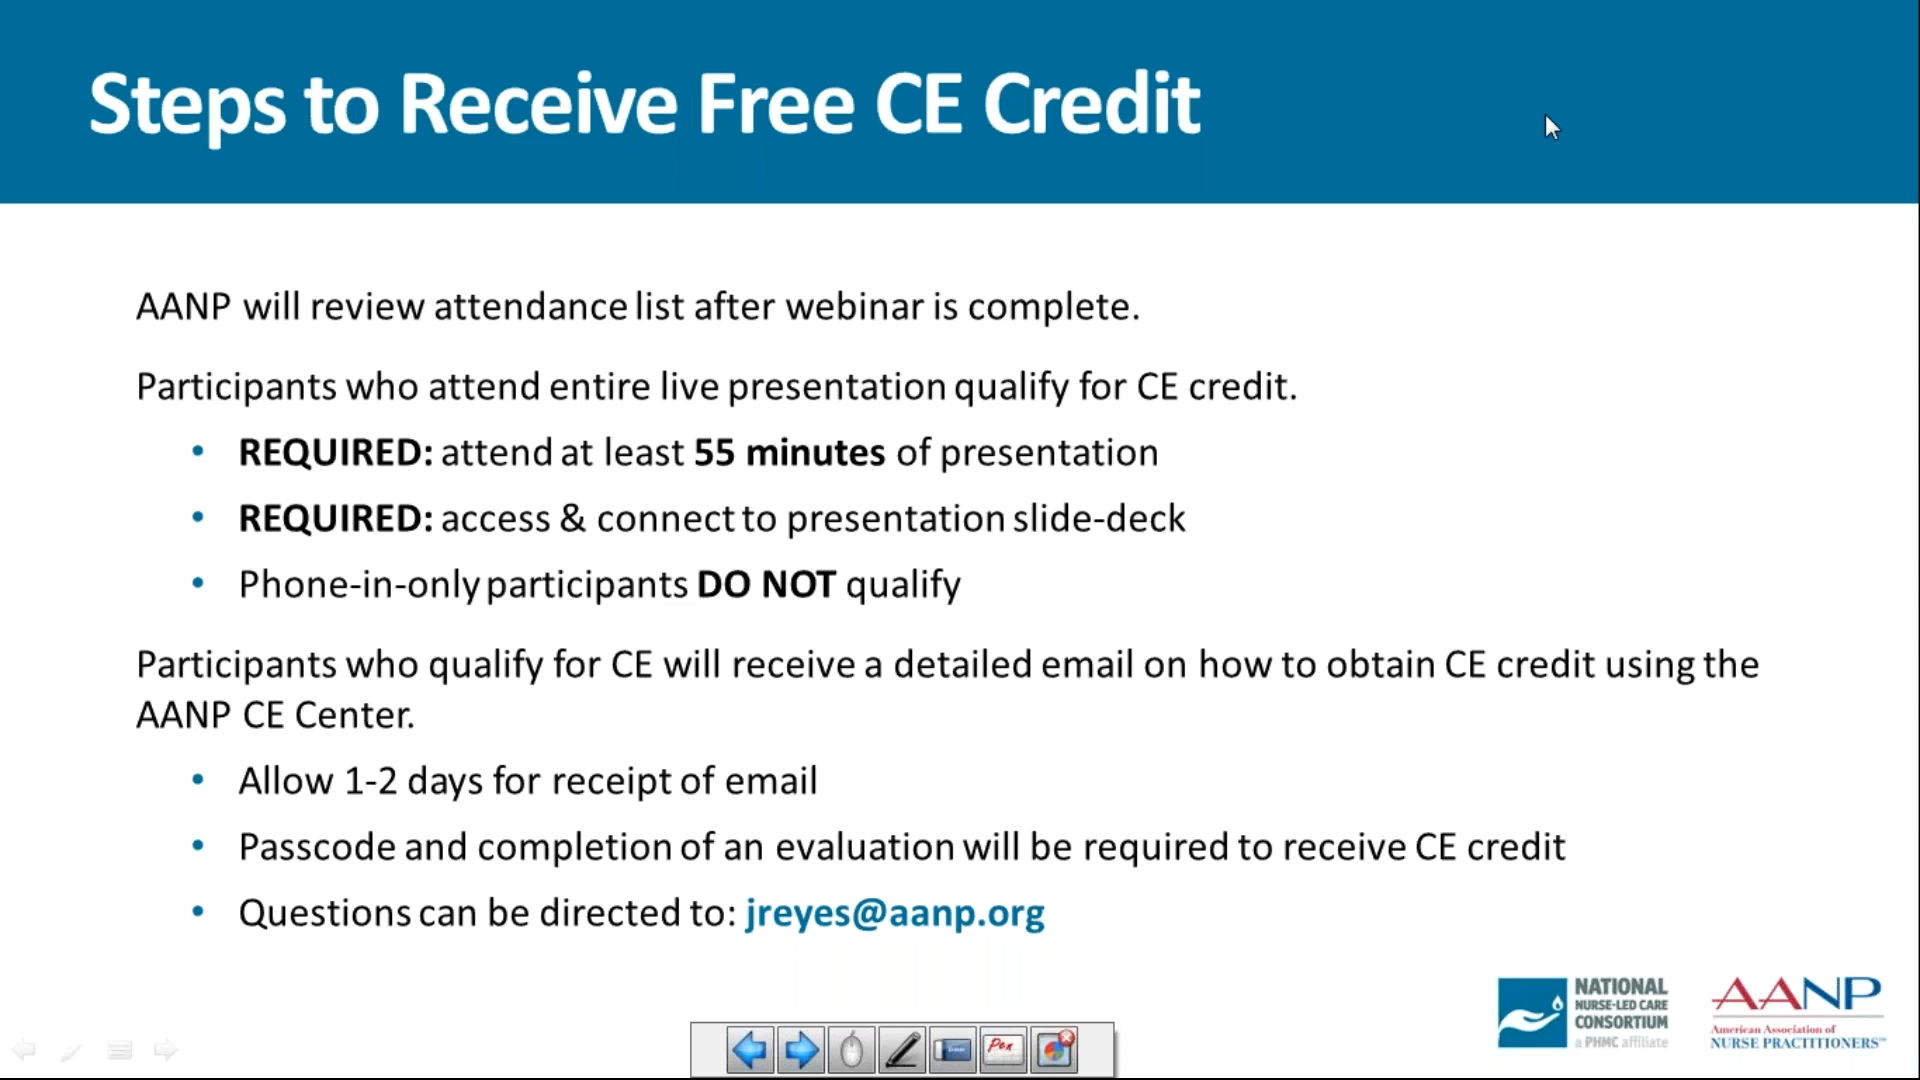 Steps to Receive Free CE Credit
AANP will review attendance list after webinar is complete.
Participants who attend entire live presentation qualify for CE credit.
• REQUIRED: attend at least 55 minutes of presentation
• REQUIRED: access & connect to presentation slide-deck
• Phone-in-only participants DO NOT qualify
Participants who qualify for CE will receive a detailed email on how to obtain CE credit using the
AANP CE Center.
• Allow 1-2 days for receipt of email
• Passcode and completion of an evaluation will be required to receive CE credit
• Questions can be directed to: jreyes@aanp.org
NATIONAL
NURSE-LED CARE
CONSORTIUM
a PHMC affiliate
AANP
American Association of
NURSE PRACTITIONERS™
Pen